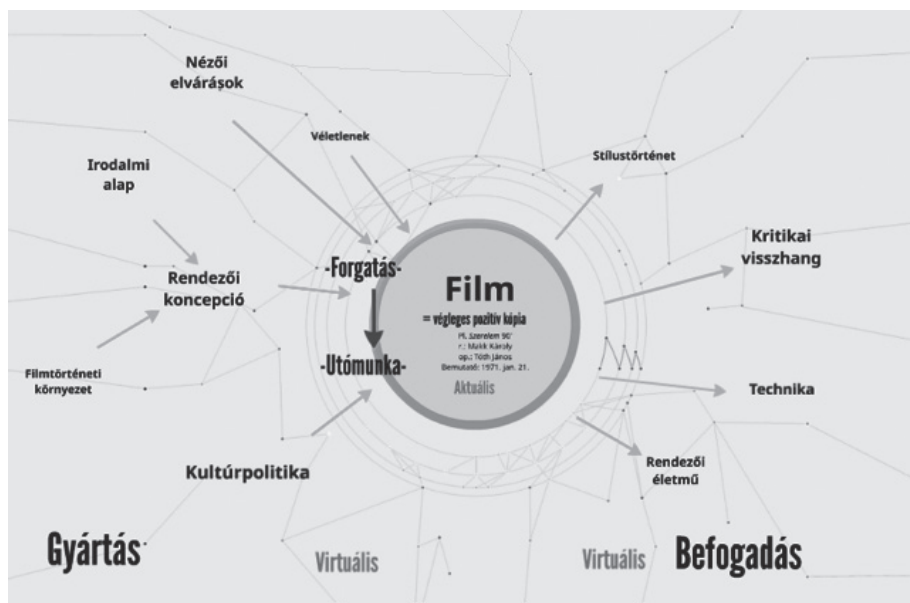 Nézői
elvárások
Véletlenek
Irodalmi
alap
Stílustörténet
Kritikai
visszhang
Rendezői
koncepció
-Forgatás-
Film
= végleges pozitív kópia
Pl. Szerelem 90'
r.: Makk Károly
op.: Tóth János
Bemutató: 1971. jan. 21.
Aktuális
-Utómunka-
Filmtörténeti
környezet
Technika
Kultúrpolitika
Rendezői
életmű
Gyártás
Virtuális
Virtuális
Befogadás